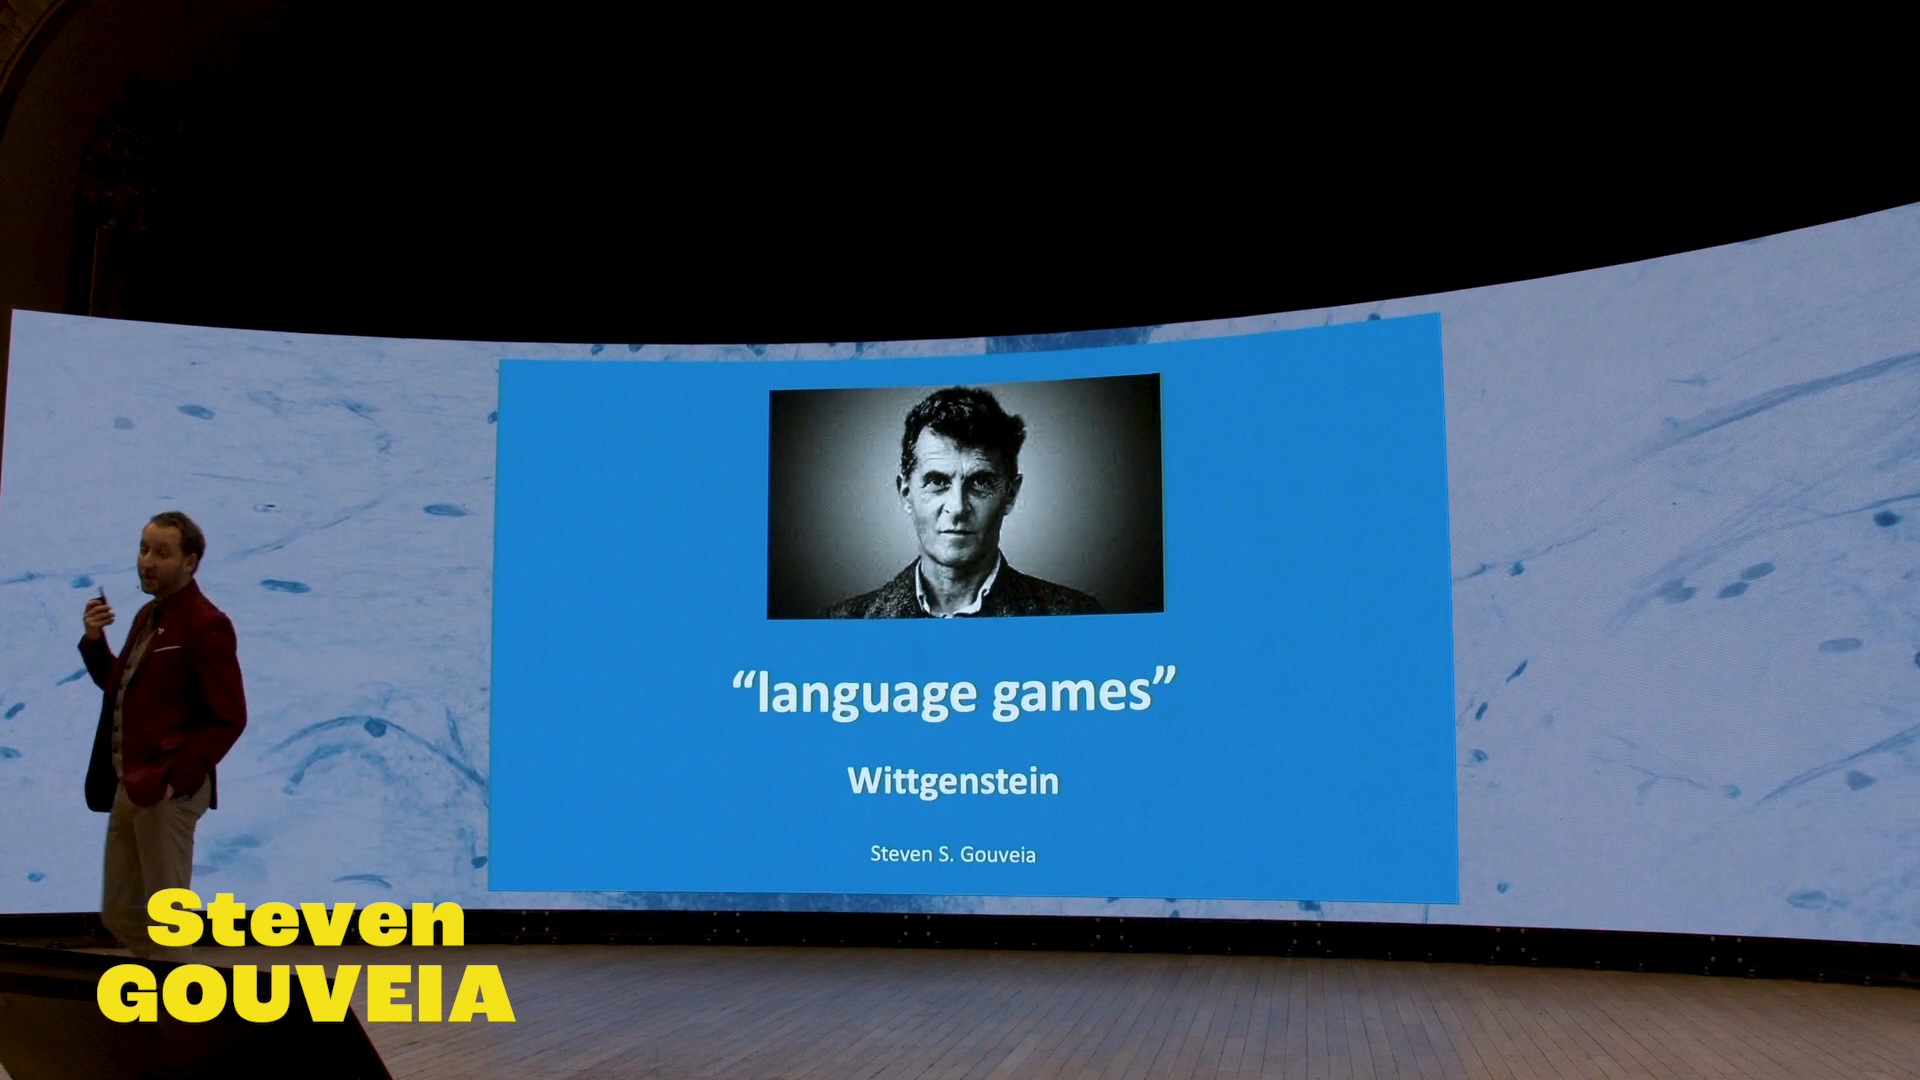 “language games”
Wittgenstein
Steven S. Gouveia
Steven
GOUVEIA